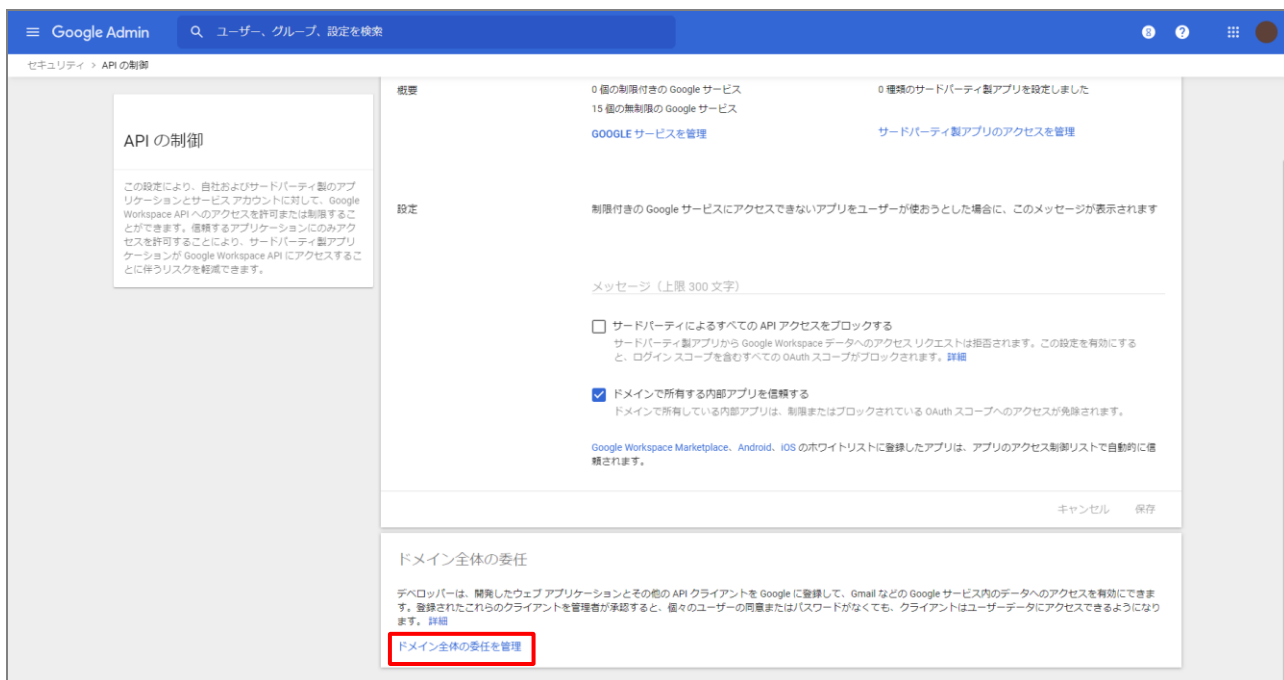 Google Admin
ユーザー、グループ、設定を検索
8
?
セキュリティ > API の制御
API の制御
この設定により、自社およびサードパーティ製のアプ
リケーションとサービス アカウントに対して、Google
Workspace API へのアクセスを許可または制限するこ
とができます。信頼するアプリケーションにのみアク
セスを許可することにより、サードパーティ製アプリ
ケーションが Google Workspace API にアクセスするこ
とに伴うリスクを軽減できます。
概要
0 個の制限付きの Google サービス
15 個の無制限の Google サービス
GOOGLE サービスを管理
0 種類のサードパーティ製アプリを設定しました
サードパーティ製アプリのアクセスを管理
設定
制限付きの Google サービスにアクセスできないアプリをユーザーが使おうとした場合に、このメッセージが表示されます
メッセージ（上限 300 文字）
サードパーティによるすべての API アクセスをブロックする
サードパーティ製アプリから Google Workspace データへのアクセス リクエストは拒否されます。この設定を有効にする
と、ログイン スコープを含むすべての OAuth スコープがブロックされます。詳細
ドメインで所有する内部アプリを信頼する
ドメインで所有している内部アプリは、制限またはブロックされている OAuth スコープへのアクセスが免除されます。
Google Workspace Marketplace、Android、iOS のホワイトリストに登録したアプリは、アプリのアクセス制御リストで自動的に信
頼されます。
キャンセル
保存
ドメイン全体の委任
デベロッパーは、開発したウェブ アプリケーションとその他の API クライアントを Google に登録して、Gmail などの Google サービス内のデータへのアクセスを有効にできま
す。登録されたこれらのクライアントを管理者が承認すると、個々のユーザーの同意またはパスワードがなくても、クライアントはユーザーデータにアクセスできるようになり
ます。詳細
ドメイン全体の委任を管理